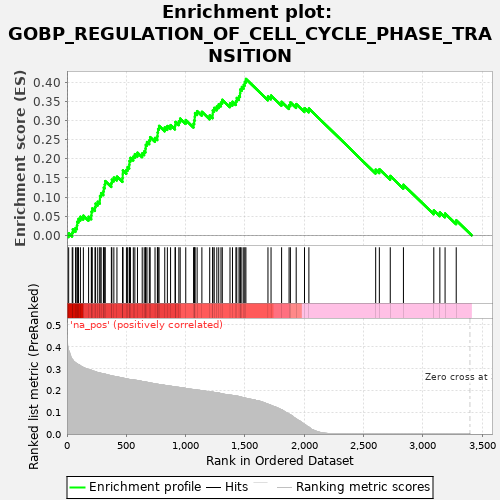 Enrichment plot:
GOBP_REGULATION_OF_CELL_CYCLE_PHASE_TRA
NSITION
Enrichment score (ES)
0.40
0.35
0.30
0.25
0.20
0.15
0.10
0.05
0.00
Ranked list metric (PreRanked)
'na_pos' (positively correlated)
0.5
0.4
0.3
0.2
0.1
0.0
Zero cross at
0 500 1,000 1,500 2,000 2,500 3,000 3,500
Rank in Ordered Dataset
Enrichment profile Hits Ranking metric scores